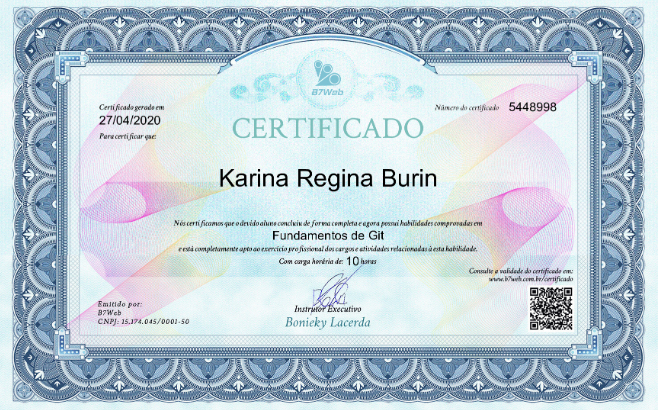 B7Web
Certificado gerado em
27/04/2020
Para certificar que:
Número do certificado 5448998
CERTIFICADO
Karina Regina Burin
Nós certificamos que o devido aluno concluiu de forma completa e agora possui habilidades comprovadas em
Fundamentos de Git
e está completamente apto ao exercício profissional dos cargos e atividades relacionadas à esta habilidade.
Com carga horária de: 10 horas
Consulte a validade do certificado em:
www.b7web.com.br/certificado
Emitido por:
B7Web
CNPJ: 15.174.045/0001-50
Instrutor Executivo
Bonieky Lacerda